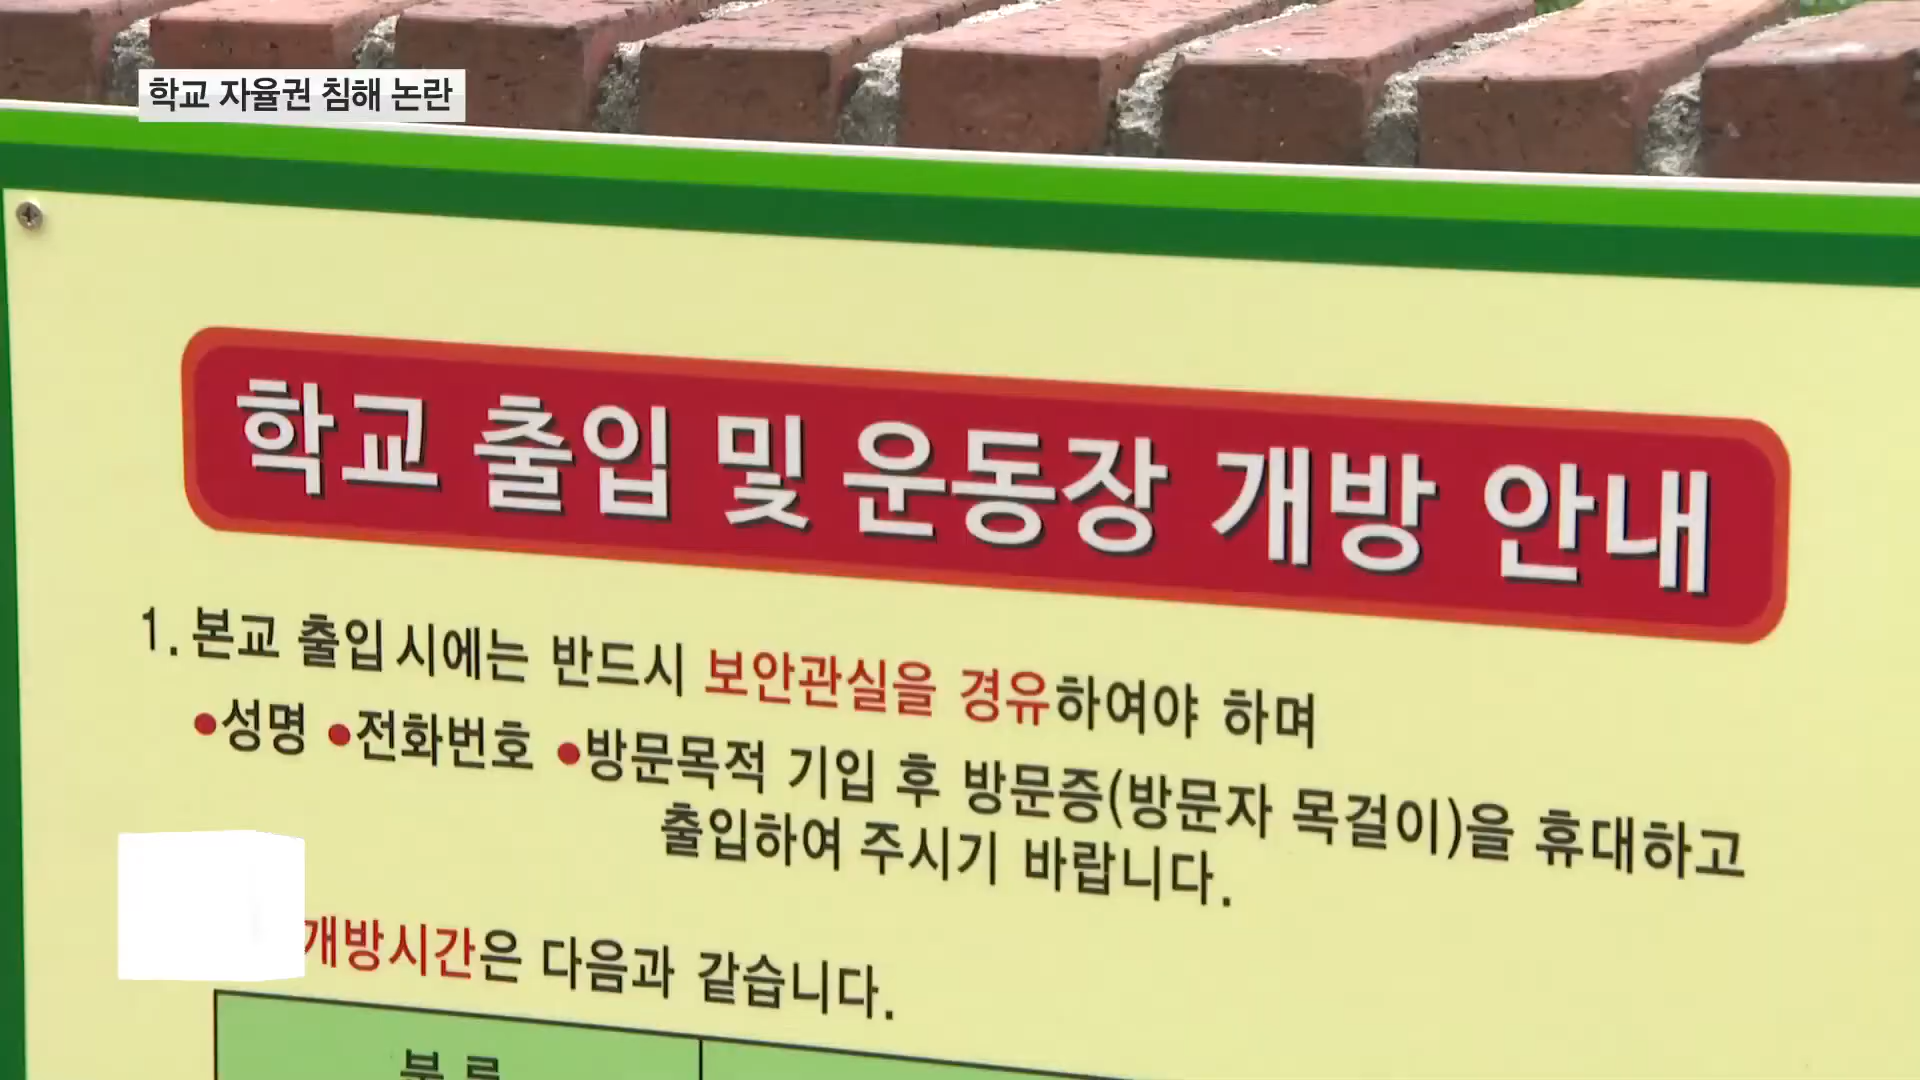 학교 자율권 침해 논란
학교 출입 및 운동장 개방 안내
1. 본교 출입시에는 반드시 보안관실을 경유하여야 하며
●성명 ●전화번호 ●방문목적 기입 후 방문증(방문자 목걸이)을 휴대하고
출입하여 주시기 바랍니다.
개방시간은 다음과 같습니다.
분 류